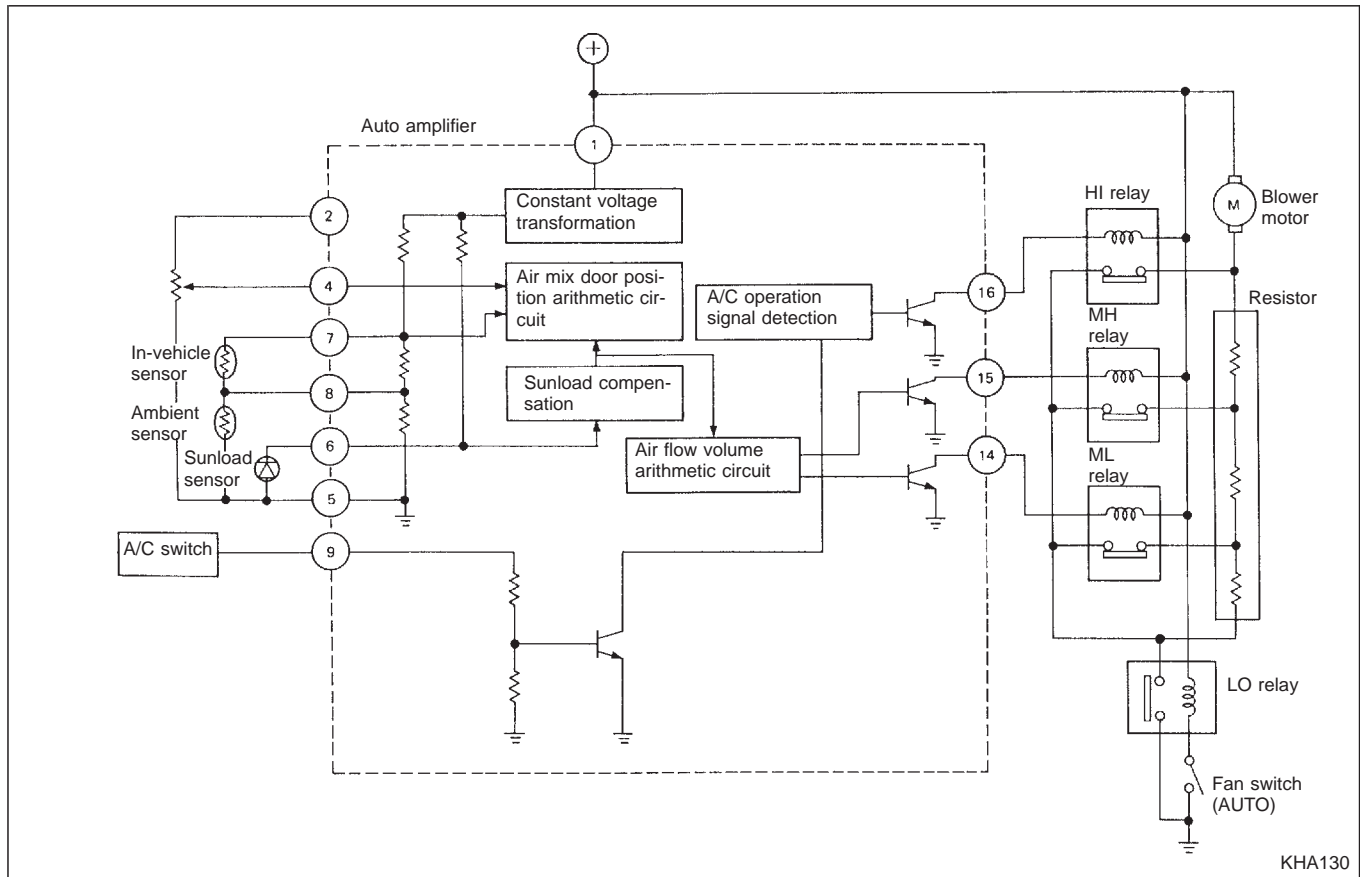 +
Auto amplifier
1
Constant voltage
transformation
2
4
Air mix door posi-
tion arithmetic cir-
cuit
7
In-vehicle
sensor
8
Sunload compen-
sation
Ambient
sensor
6
Sunload
sensor
5
Air flow volume
arithmetic circuit
A/C switch
9
A/C operation
signal detection
16
15
14
HI relay
M
Blower
motor
Resistor
MH
relay
ML
relay
LO relay
Fan switch
(AUTO)
KHA130